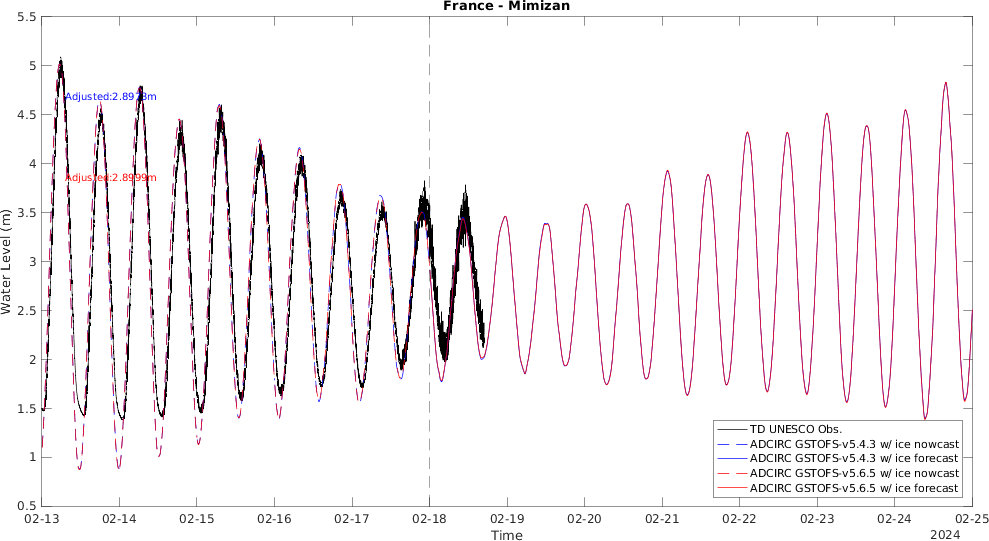 France - Mimizan
5.5
5
4.5
4
3.5
3
2.5
2
1.5
1
0.5
Water Level (m)
Adjusted:2.8999m
02-13
02-14
02-15
02-16
02-17
02-18
02-19
02-20
02-21
02-22
02-23
02-24
02-25
Time
2024
TD UNESCO Obs.
ADCIRC GSTOFS-v5.4.3 w/ ice nowcast
ADCIRC GSTOFS-v5.4.3 w/ ice forecast
ADCIRC GSTOFS-v5.6.5 w/ ice nowcast
ADCIRC GSTOFS-v5.6.5 w/ ice forecast